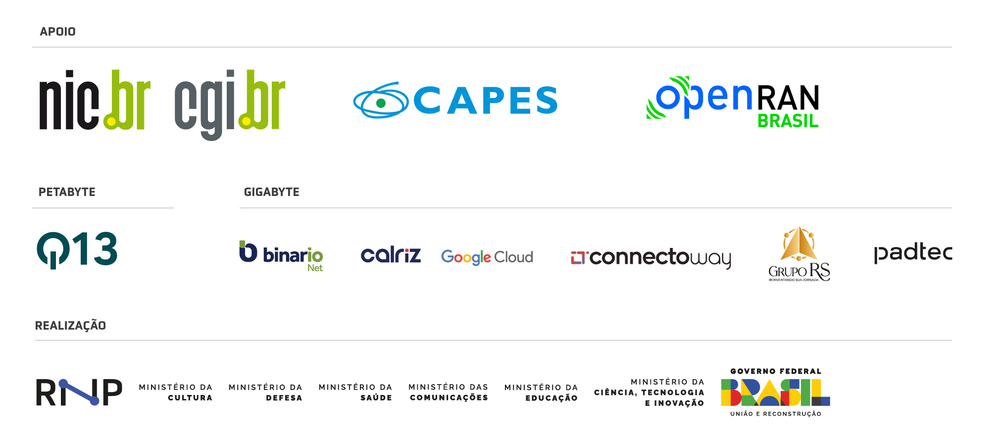 APOIO
nic.br cgi.br CAPES openRAN
BRASIL
PETABYTE GIGABYTE
Q13 binario
Net
calriz Google Cloud connectoway GRUPO RS
REINVENTANDO SUA JORNADA
padtec
REALIZAÇÃO
RNP
MINISTÉRIO DA
CULTURA
MINISTÉRIO DA
DEFESA
MINISTÉRIO DA
SAÚDE
MINISTÉRIO DAS
COMUNICAÇÕES
MINISTÉRIO DA
EDUCAÇÃO
MINISTÉRIO DA
CIÊNCIA, TECNOLOGIA
E INOVAÇÃO
GOVERNO FEDERAL
BRASIL
UNIÃO E RECONSTRUÇÃO